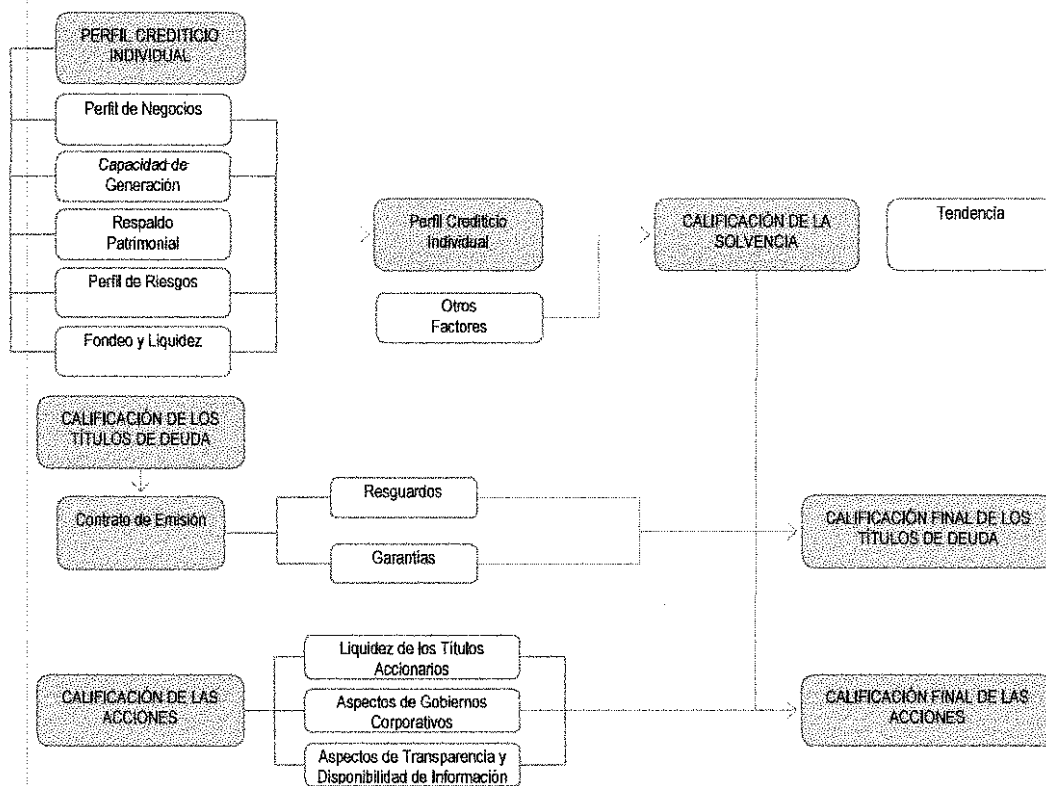 PERFIL CREDITICIO
INDIVIDUAL
Perfil de Negocios
Capacidad de
Generación
Respaldo
Patrimonial
Perfil de Riesgos
Fondeo y Liquidez
Perfil Crediticio
Individual
Otros
Factores
CALIFICACIÓN DE LA
SOLVENCIA
Tendencia
CALIFICACIÓN DE LOS
TÍTULOS DE DEUDA
Contrato de Emisión
Resguardos
Garantías
CALIFICACIÓN FINAL DE LOS
TÍTULOS DE DEUDA
CALIFICACIÓN DE LAS
ACCIONES
Liquidez de los Títulos
Accionarios
Aspectos de Gobiernos
Corporativos
Aspectos de Transparencia y
Disponibilidad de Información
CALIFICACIÓN FINAL DE LAS
ACCIONES